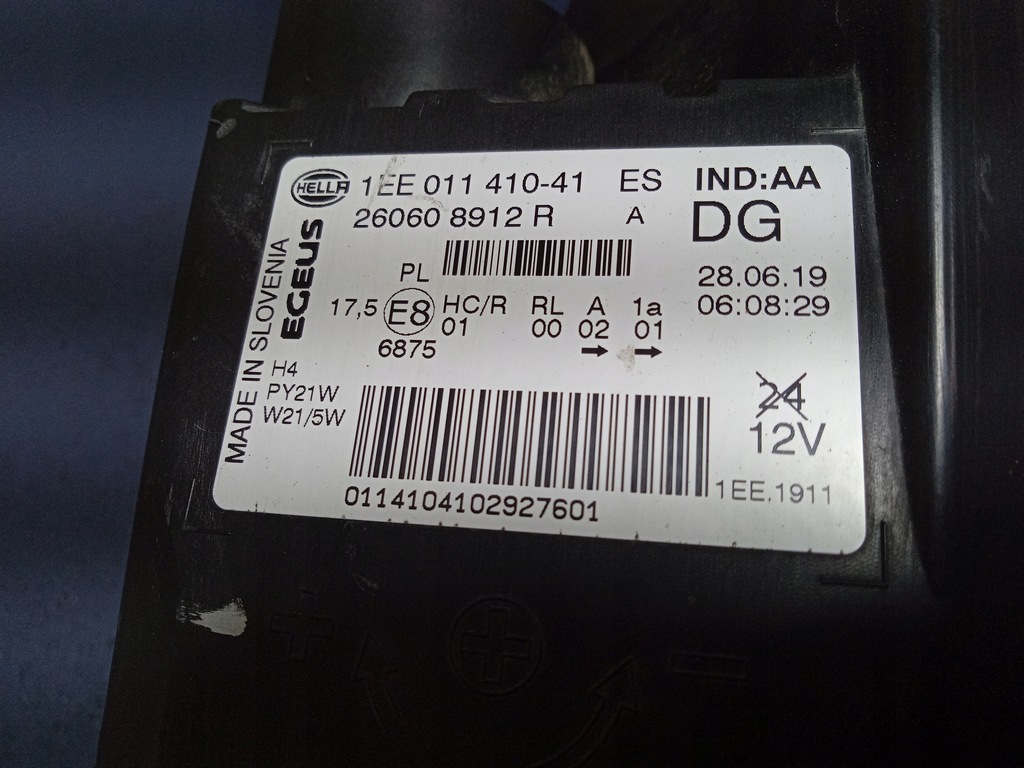 HELLA 1EE 011 410-41 ES IND:AA
26060 8912 R A DG
MADE IN SLOVENIA
EGEUS
28.06.19
06:08:29
PL
17,5 E8 HC/R RL A 1a
01 00 02 01
6875 → →
H4
PY21W
W21/5W
24
12V
1EE.1911
0114104102927601